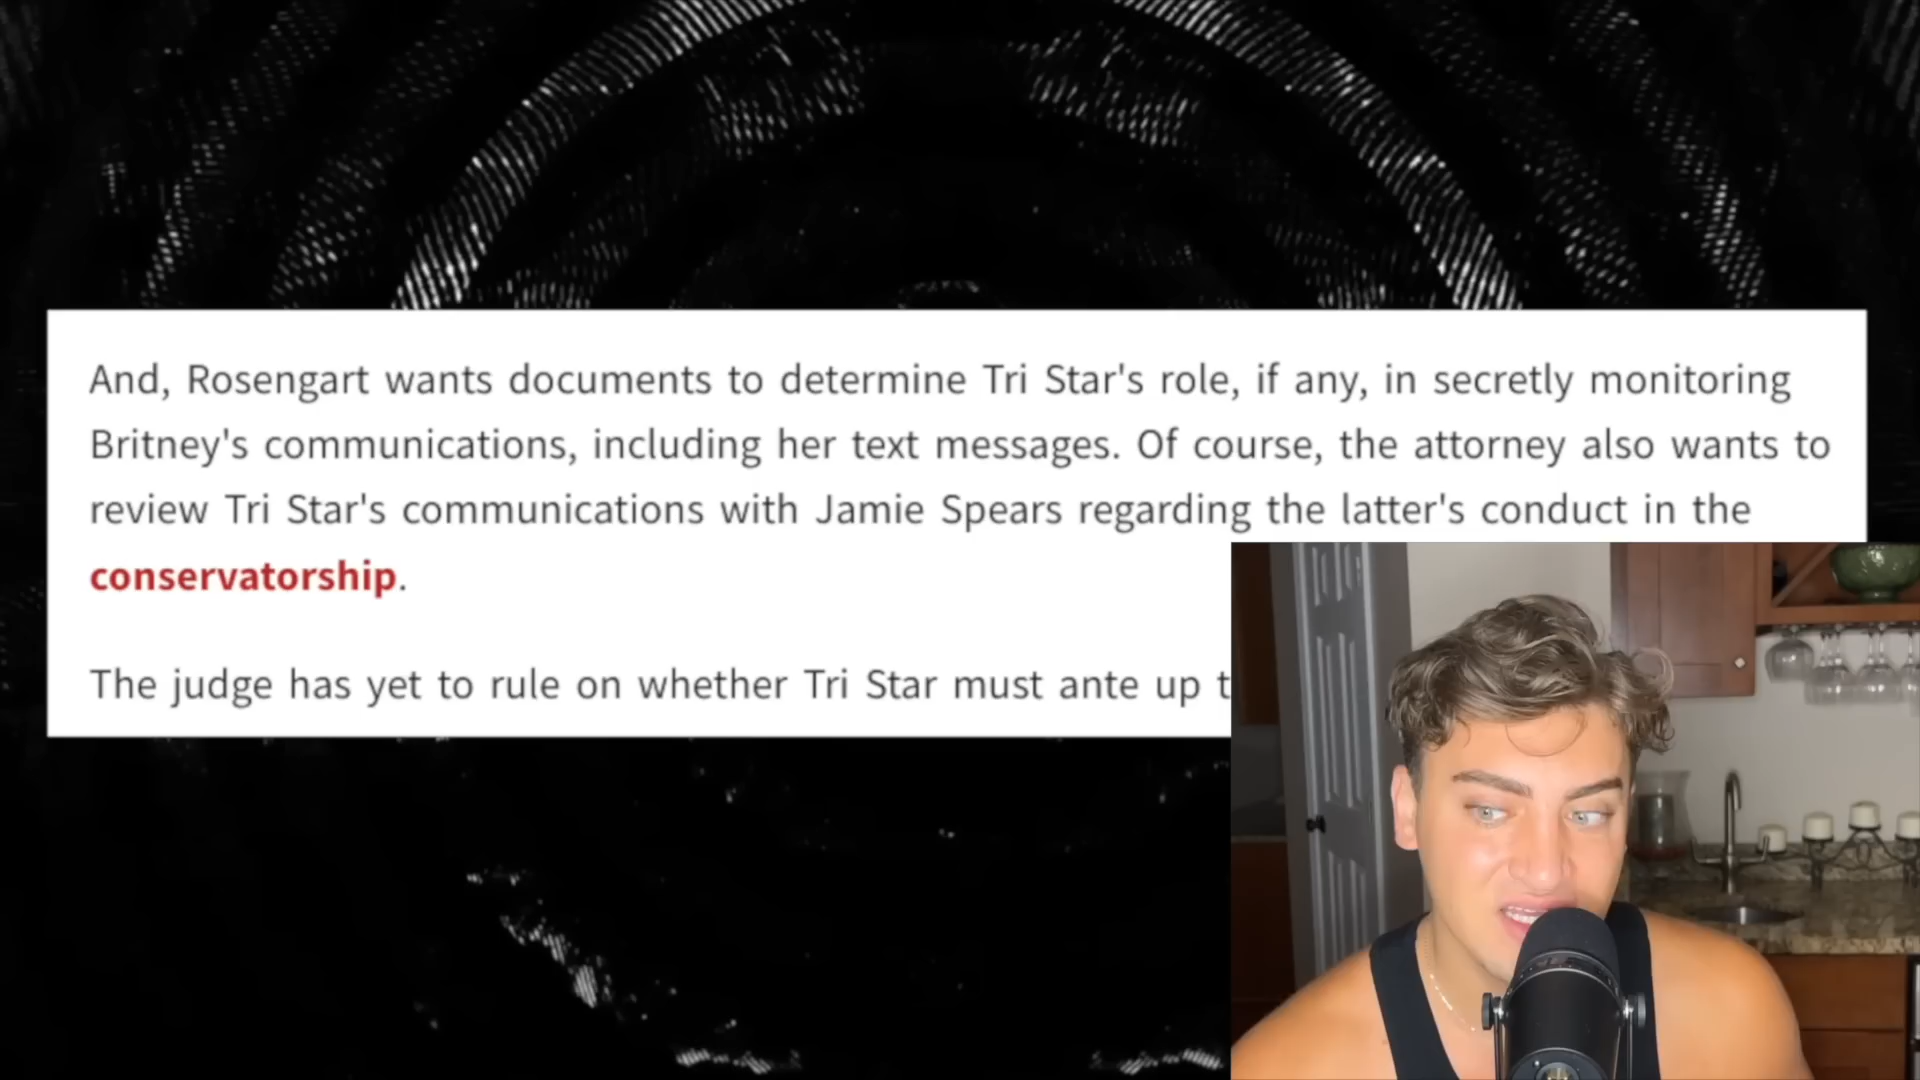 And, Rosengart wants documents to determine Tri Star's role, if any, in secretly monitoring
Britney's communications, including her text messages. Of course, the attorney also wants to
review Tri Star's communications with Jamie Spears regarding the latter's conduct in the
conservatorship.
The judge has yet to rule on whether Tri Star must ante up